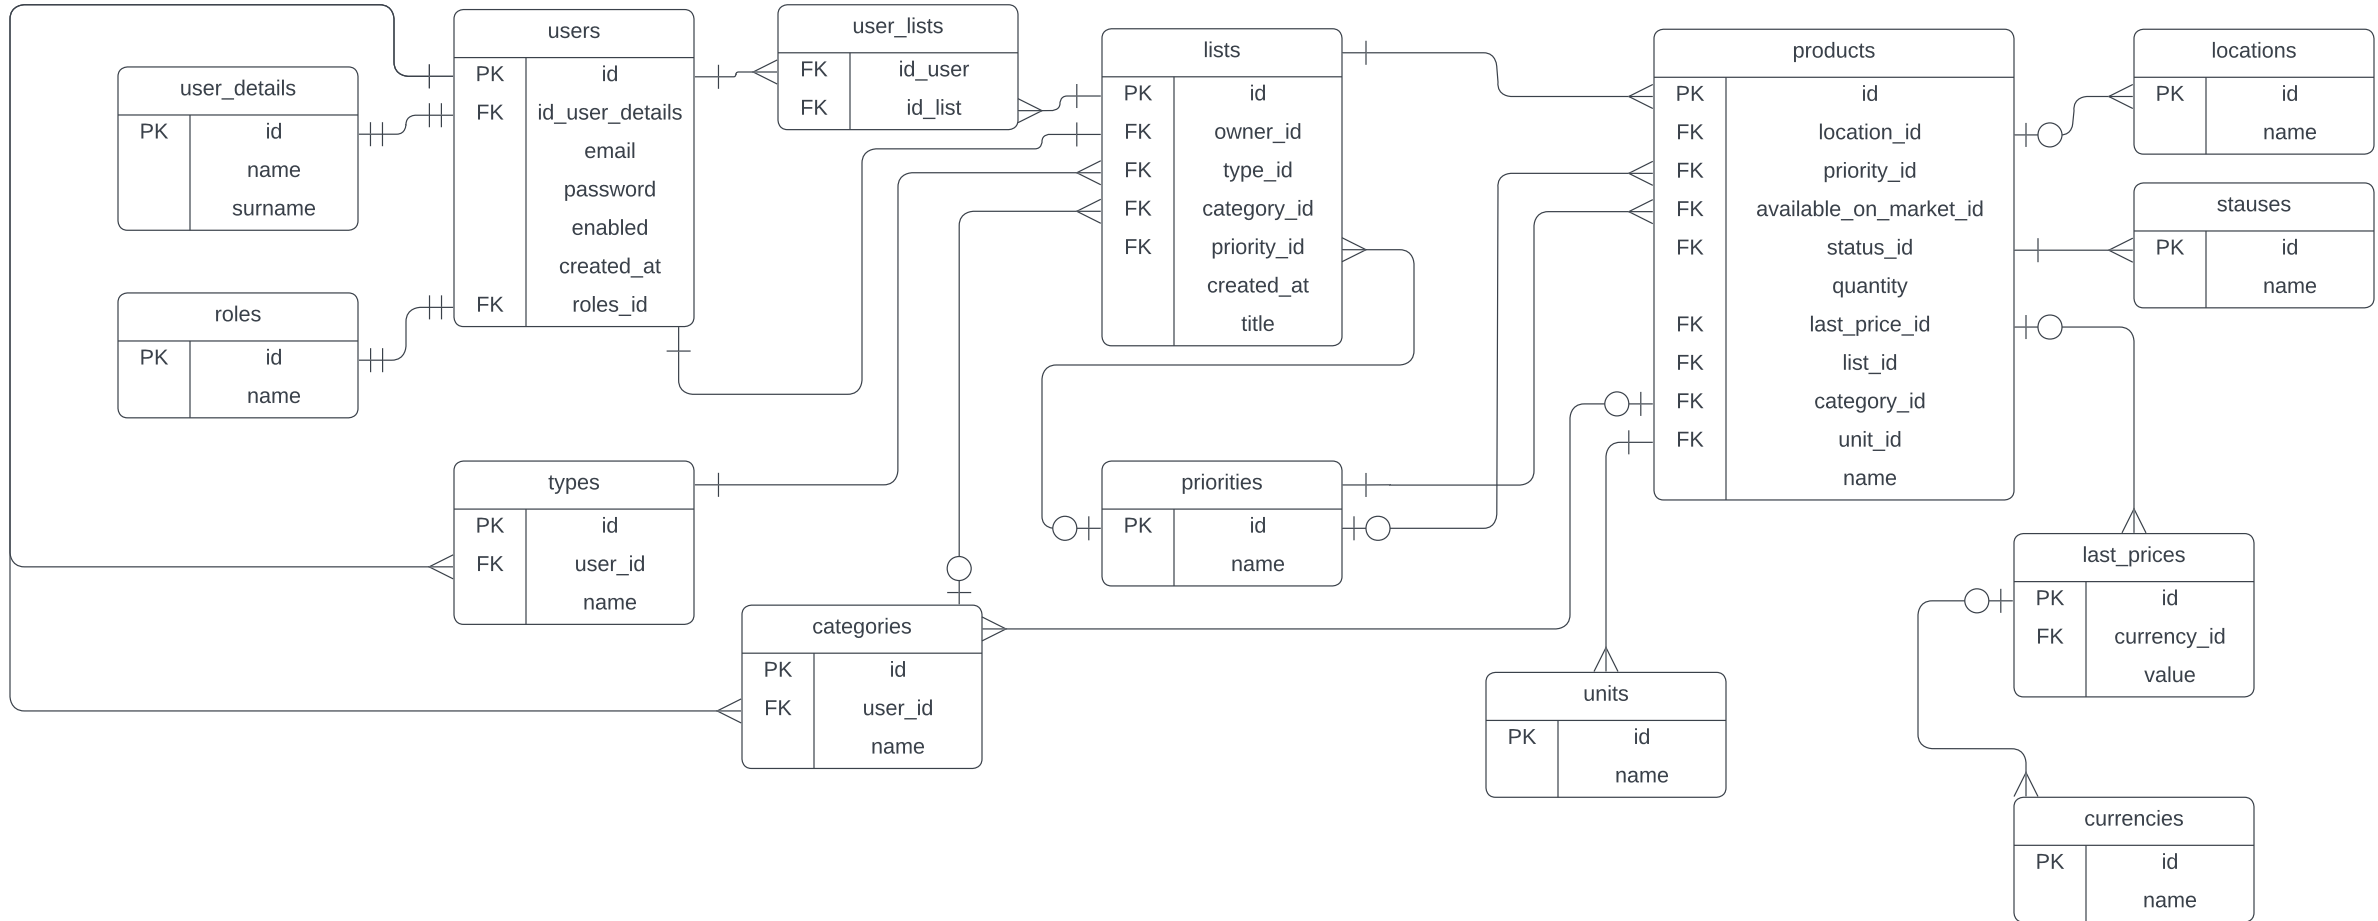 users
PK id
FK id_user_details
email
password
enabled
created_at
FK roles_id
user_details
PK id
name
surname
roles
PK id
name
user_lists
FK id_user
FK id_list
lists
PK id
FK owner_id
FK type_id
FK category_id
FK priority_id
created_at
title
products
PK id
FK location_id
FK priority_id
FK available_on_market_id
FK status_id
quantity
FK last_price_id
FK list_id
FK category_id
FK unit_id
name
locations
PK id
name
stauses
PK id
name
types
PK id
FK user_id
name
priorities
PK id
name
categories
PK id
FK user_id
name
units
PK id
name
last_prices
PK id
FK currency_id
value
currencies
PK id
name